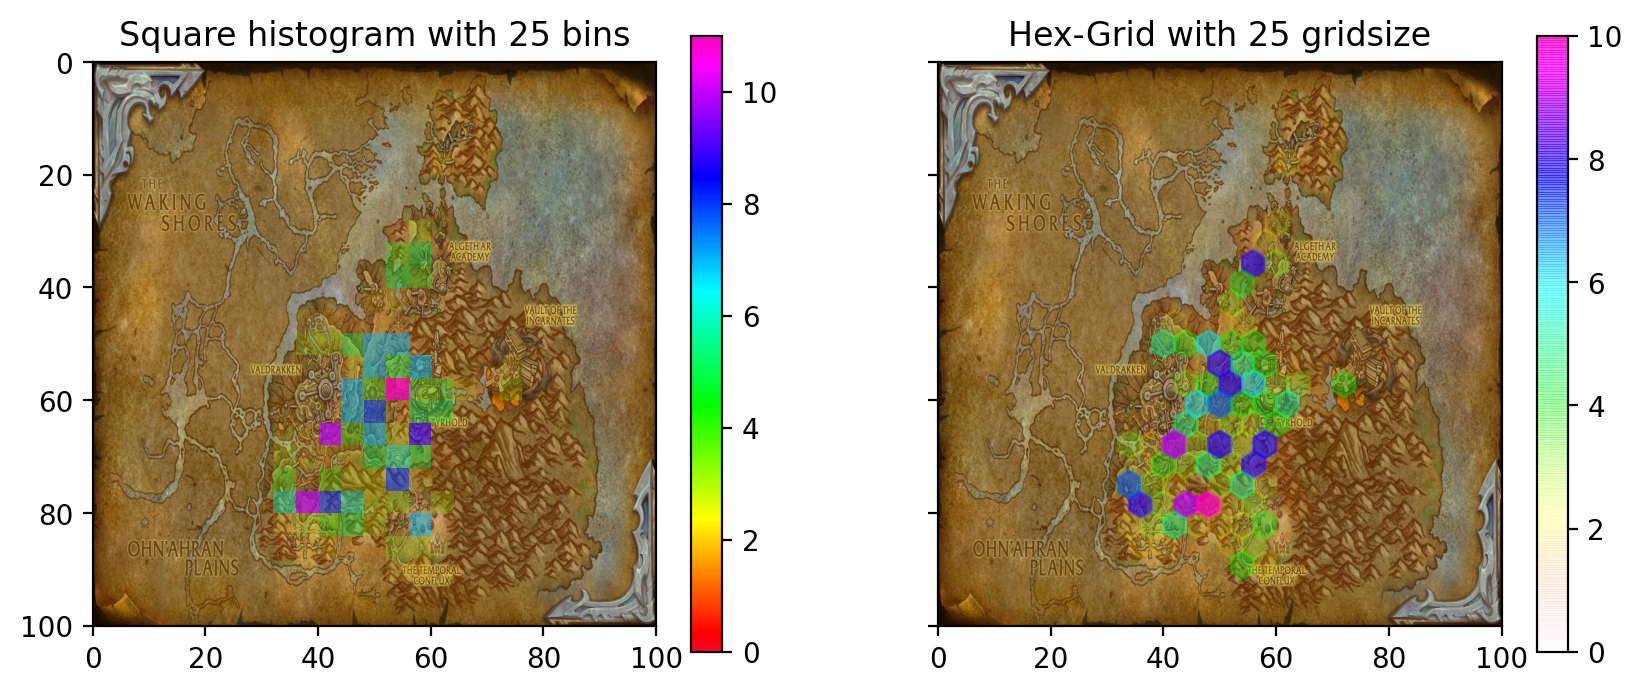 Square histogram with 25 bins
0
20
40
60
80
100
0
20
40
60
80
100
THE
WAKING
SHORES
ALGETH'AR
ACADEMY
VAULT OF THE
INCARNATES
VALDRAKKEN
OHN'AHRAN
PLAINS
THE TEMPORAL
CONFLUX
10
8
6
4
2
0
Hex-Grid with 25 gridsize
THE
WAKING
SHORES
ALGETH'AR
ACADEMY
VAULT OF THE
INCARNATES
VALDRAKKEN
OHN'AHRAN
PLAINS
THE TEMPORAL
CONFLUX
0
20
40
60
80
100
10
8
6
4
2
0